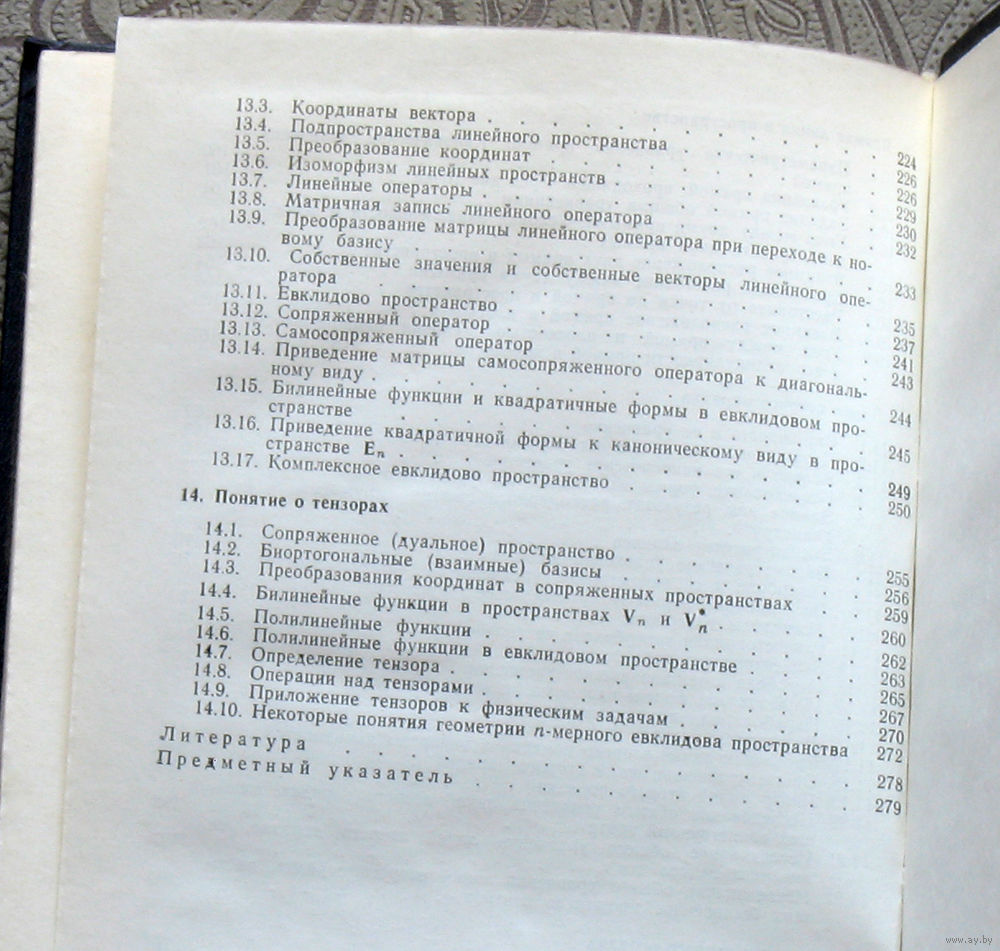 13.3. Координаты вектора . . . . . . . . . . 224
13.4. Подпространства линейного пространства . . . . . 226
13.5. Преобразование координат . . . . . . . . . 226
13.6. Изоморфизм линейных пространств . . . . . . . 229
13.7. Линейные операторы . . . . . . . . . . 230
13.8. Матричная запись линейного оператора . . . . . . 232
13.9. Преобразование матрицы линейного оператора при переходе к но-
вому базису . . . . . . . . . . . . 233
13.10. Собственные значения и собственные векторы линейного опе-
ратора . . . . . . . . . . . . . 235
13.11. Евклидово пространство . . . . . . . . . 237
13.12. Сопряженный оператор . . . . . . . . . 241
13.13. Самосопряженный оператор . . . . . . . . 243
13.14. Приведение матрицы самосопряженного оператора к диагональ-
ному виду . . . . . . . . . . . . 244
13.15. Билинейные функции и квадратичные формы в евклидовом про-
странстве . . . . . . . . . . . . 245
13.16. Приведение квадратичной формы к каноническому виду в про-
странстве Eₙ . . . . . . . . . . . 249
13.17. Комплексное евклидово пространство . . . . . . 250
14. Понятие о тензорах
14.1. Сопряженное (дуальное) пространство . . . . . . 255
14.2. Биортогональные (взаимные) базисы . . . . . . 256
14.3. Преобразования координат в сопряженных пространствах . . 259
14.4. Билинейные функции в пространствах Vₙ и Vₙ* . . . . 260
14.5. Полилинейные функции . . . . . . . . . 262
14.6. Полилинейные функции в евклидовом пространстве . . . 263
14.7. Определение тензора . . . . . . . . . . 265
14.8. Операции над тензорами . . . . . . . . . 267
14.9. Приложение тензоров к физическим задачам . . . . . 270
14.10. Некоторые понятия геометрии n-мерного евклидова пространства 272
Литература . . . . . . . . . . . . . 278
Предметный указатель . . . . . . . . . . 279
www.ay.by